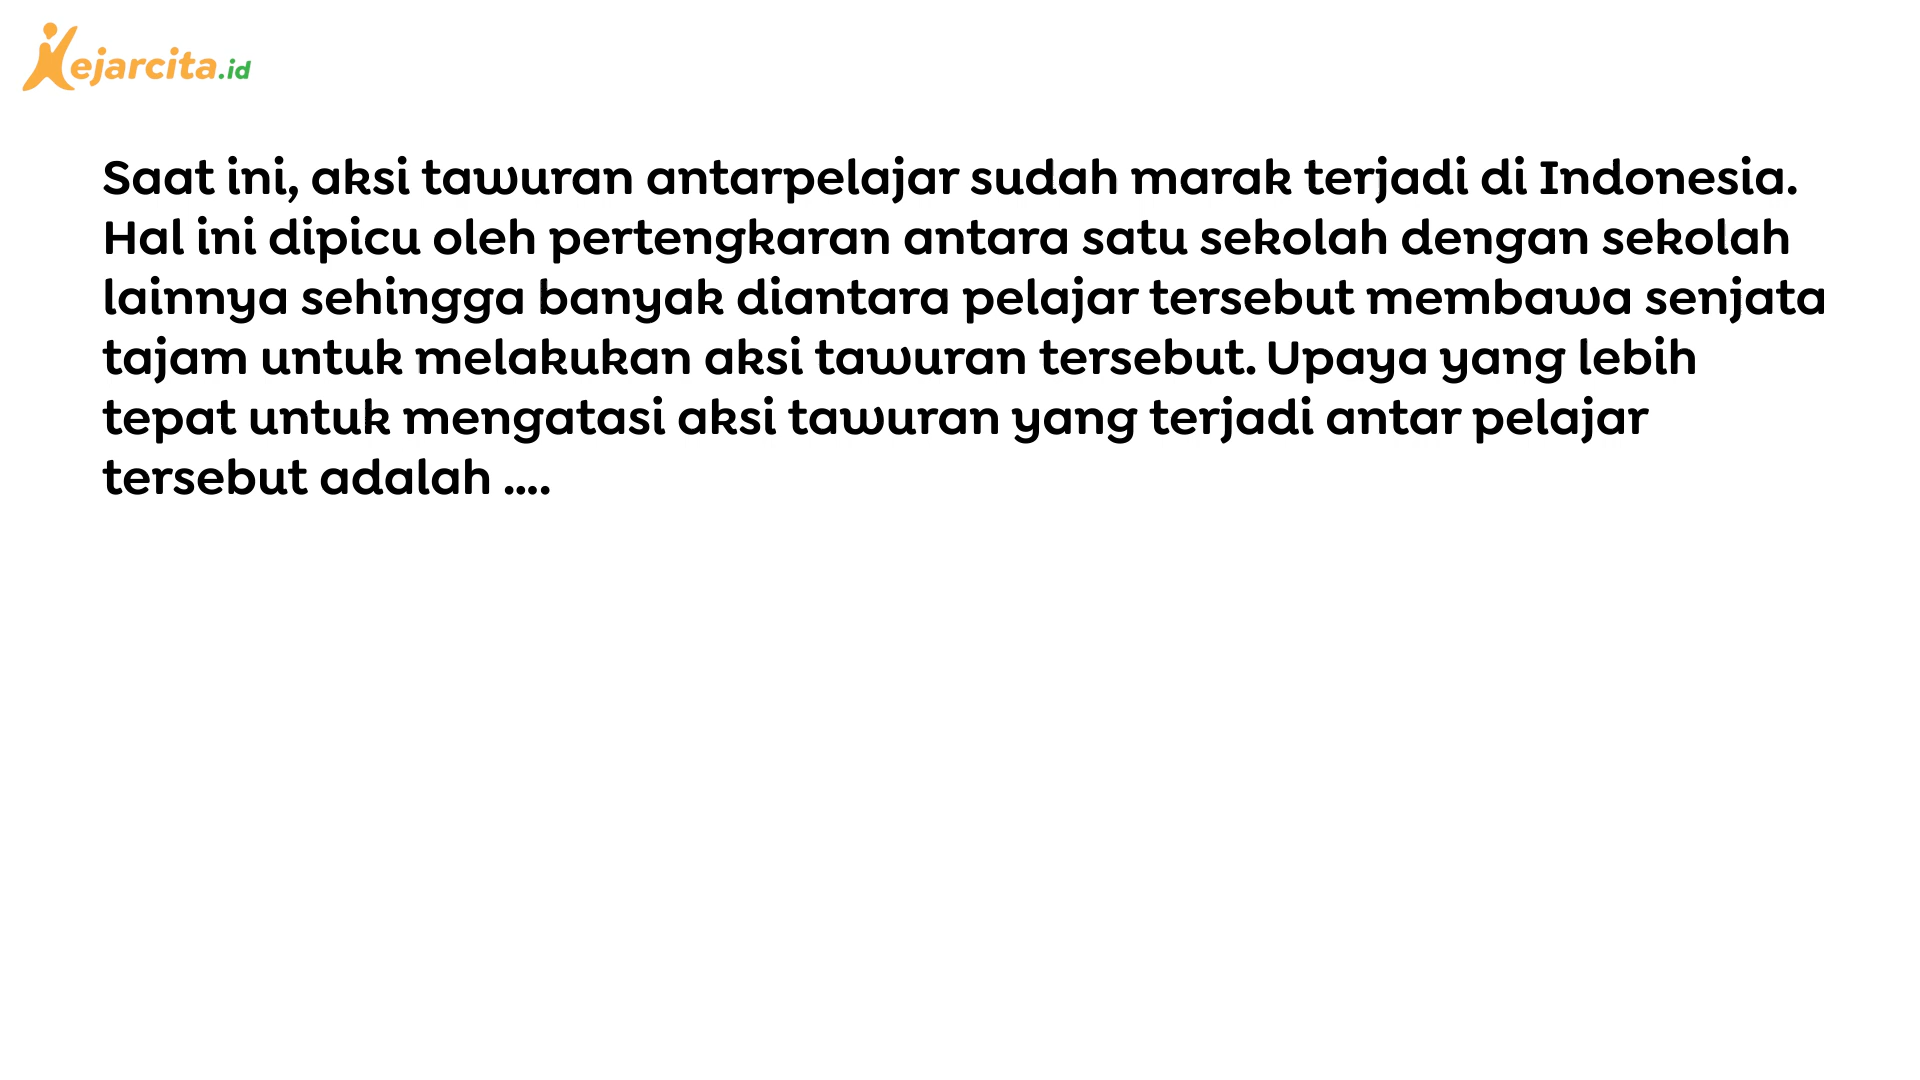 Kejarcita.id
Saat ini, aksi tawuran antarpelajar sudah marak terjadi di Indonesia.
Hal ini dipicu oleh pertengkaran antara satu sekolah dengan sekolah
lainnya sehingga banyak diantara pelajar tersebut membawa senjata
tajam untuk melakukan aksi tawuran tersebut. Upaya yang lebih
tepat untuk mengatasi aksi tawuran yang terjadi antar pelajar
tersebut adalah ....